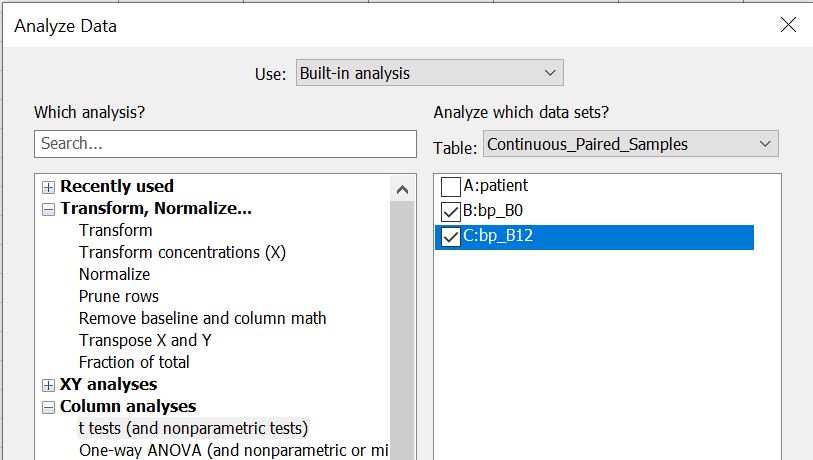 Analyze Data
Use: Built-in analysis
Which analysis?
Search...
Recently used
Transform, Normalize...
Transform
Transform concentrations (X)
Normalize
Prune rows
Remove baseline and column math
Transpose X and Y
Fraction of total
XY analyses
Column analyses
t tests (and nonparametric tests)
One-way ANOVA (and nonparametric or mi
Analyze which data sets?
Table: Continuous_Paired_Samples
A:patient
B:bp_B0
C:bp_B12